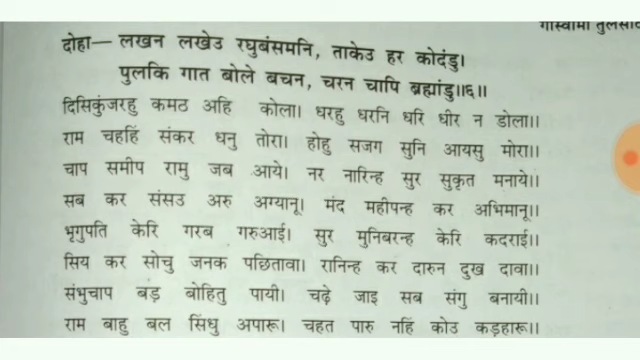 गोस्वामी तुलसीदा
दोहा— लखन लखेउ रघुबंसमनि, ताकेउ हर कोदंडु।
पुलकि गात बोले बचन, चरन चापि ब्रह्मांडु॥६॥
दिसिकुंजरहु कमठ अहि कोला। धरहु धरनि धरि धीर न डोला॥
राम चहहिं संकर धनु तोरा। होहु सजग सुनि आयसु मोरा॥
चाप समीप रामु जब आये। नर नारिन्ह सुर सुकृत मनाये॥
सब कर संसउ अरु अग्यानू। मंद महीपन्ह कर अभिमानू॥
भृगुपति केरि गरब गरुआई। सुर मुनिबरन्ह केरि कदराई॥
सिय कर सोचु जनक पछितावा। रानिन्ह कर दारुन दुख दावा॥
संभुचाप बड़ बोहितु पायी। चढ़े जाइ सब संगु बनायी॥
राम बाहु बल सिंधु अपारू। चहत पारु नहिं कोउ कड़हारू॥